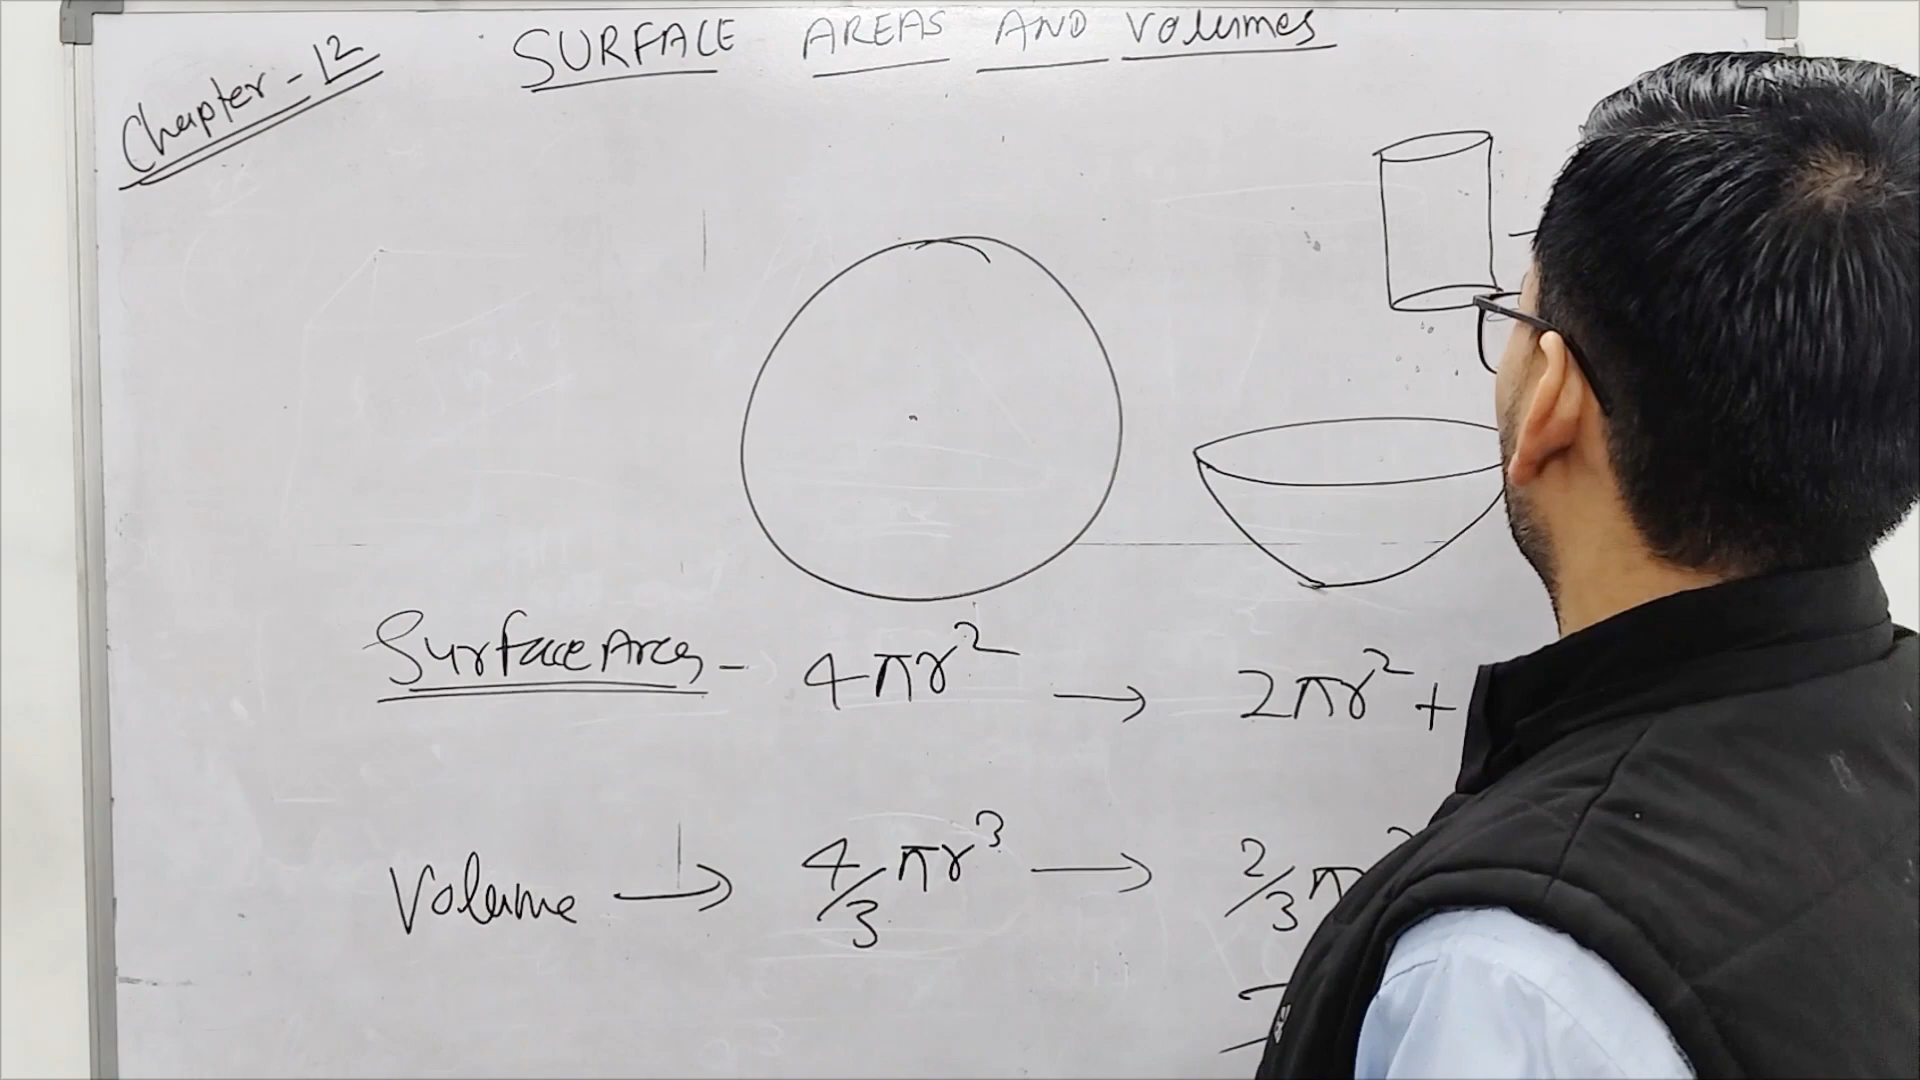 SURFACE AREAS AND Volumes
Chapter - 12
Surface Area - 4πr² → 2πr² +
Volume → 4/3 πr³ → 2/3 π